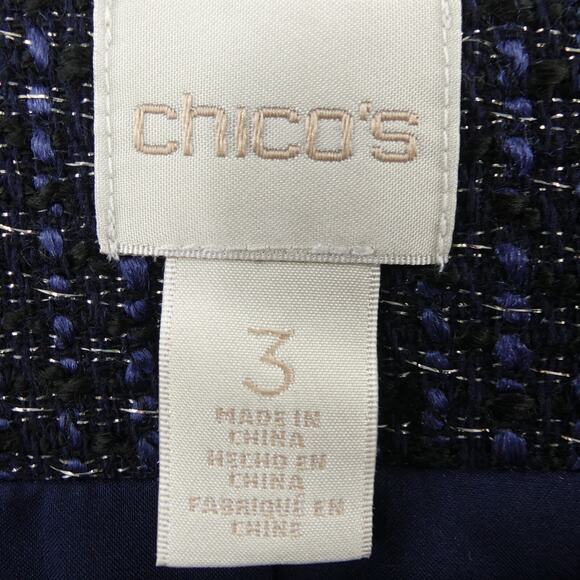 chico's
3
MADE IN
CHINA
HECHO EN
CHINA
FABRIQUÉ EN
CHINE